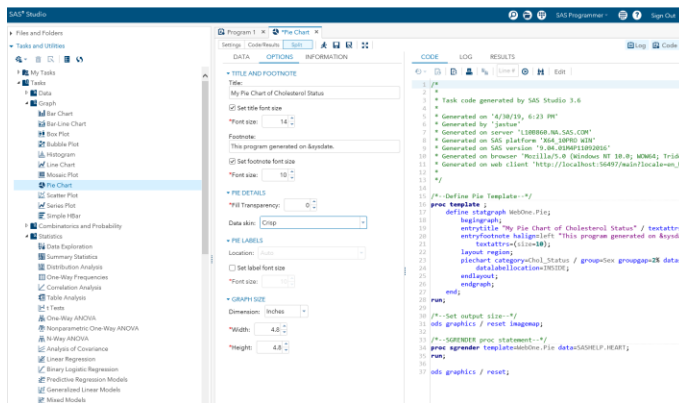 SAS® Studio
SAS Programmer
Sign Out
Files and Folders
Tasks and Utilities
My Tasks
Tasks
Data
Graph
Bar Chart
Bar-Line Chart
Box Plot
Bubble Plot
Histogram
Line Chart
Mosaic Plot
Pie Chart
Scatter Plot
Series Plot
Simple HBar
Combinatorics and Probability
Statistics
Data Exploration
Summary Statistics
Distribution Analysis
One-Way Frequencies
Correlation Analysis
Table Analysis
t Tests
One-Way ANOVA
Nonparametric One-Way ANOVA
N-Way ANOVA
Analysis of Covariance
Linear Regression
Binary Logistic Regression
Predictive Regression Models
Generalized Linear Models
Mixed Models
Program 1 × *Pie Chart ×
Settings Code/Results Split
Log Code
DATA OPTIONS INFORMATION
TITLE AND FOOTNOTE
Title:
My Pie Chart of Cholesterol Status
Set title font size
*Font size: 14
Footnote:
This program generated on &sysdate.
Set footnote font size
*Font size: 10
PIE DETAILS
*Fill Transparency: 0
Data skin: Crisp
PIE LABELS
Location: Auto
Set label font size
*Font size:
GRAPH SIZE
Dimension: Inches
*Width: 4.8
*Height: 4.8
CODE LOG RESULTS
Line # Edit
1 /*
2 *
3 * Task code generated by SAS Studio 3.6
4 *
5 * Generated on '4/30/19, 6:23 PM'
6 * Generated by 'jastue'
7 * Generated on server 'L10B060.NA.SAS.COM'
8 * Generated on SAS platform 'X64_10PRO WIN'
9 * Generated on SAS version '9.04.01M4P11092016'
10 * Generated on browser 'Mozilla/5.0 (Windows NT 10.0; WOW64; Trident
11 * Generated on web client 'http://localhost:56497/main?locale=en_
12 *
13 */
14
15 /*--Define Pie Template--*/
16 proc template ;
17 define statgraph WebOne.Pie;
18 begingraph;
19 entrytitle "My Pie Chart of Cholesterol Status" / textattrs
20 entryfootnote halign=left "This program generated on &sysda
21 textattrs=(size=10);
22 layout region;
23 piechart category=Chol_Status / group=Sex groupgap=2% data
24 datalabellocation=INSIDE;
25 endlayout;
26 endgraph;
27 end;
28 run;
29
30 /*--Set output size--*/
31 ods graphics / reset imagemap;
32
33 /*--SGRENDER proc statement--*/
34 proc sgrender template=WebOne.Pie data=SASHELP.HEART;
35 run;
36
37 ods graphics / reset;